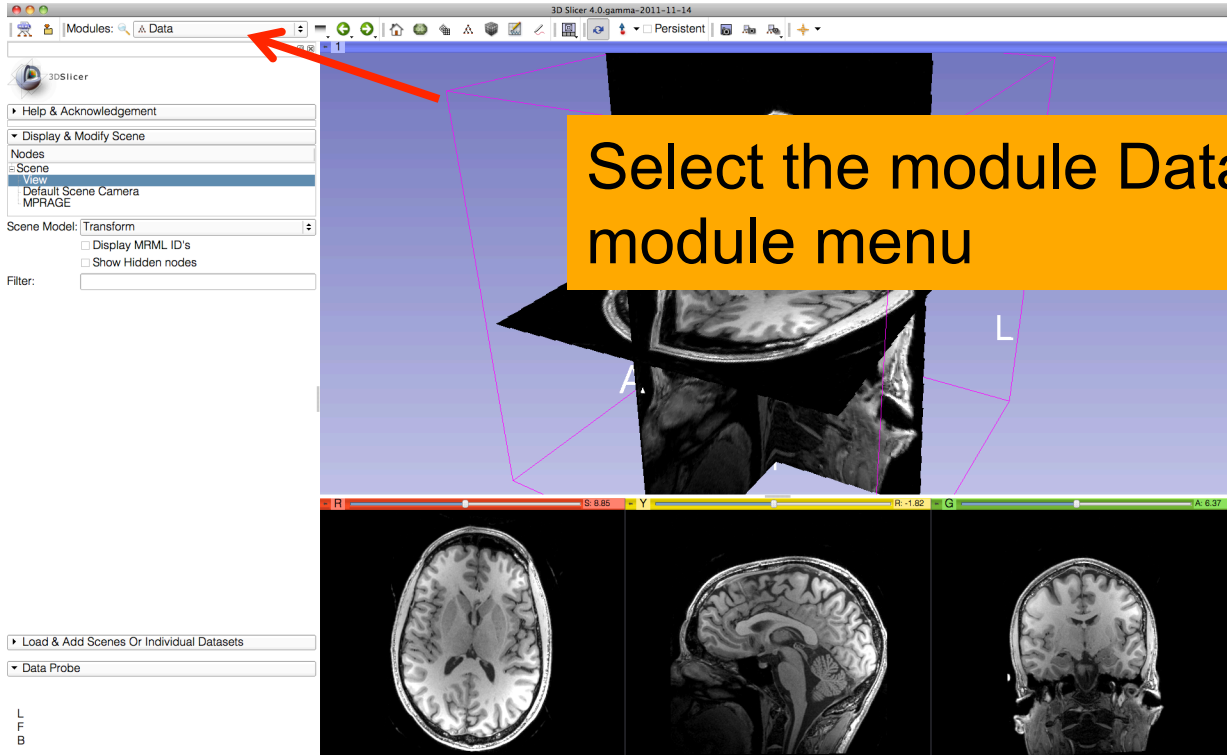 3D Slicer 4.0.gamma-2011-11-14
Modules: Data
Persistent
1
3DSlicer
Help & Acknowledgement
Display & Modify Scene
Nodes
Scene
View
Default Scene Camera
MPRAGE
Scene Model: Transform
Display MRML ID's
Show Hidden nodes
Filter:
Select the module Data
module menu
L
A
R S: 8.85 Y R: -1.82 G A: 6.37
Load & Add Scenes Or Individual Datasets
Data Probe
L
F
B